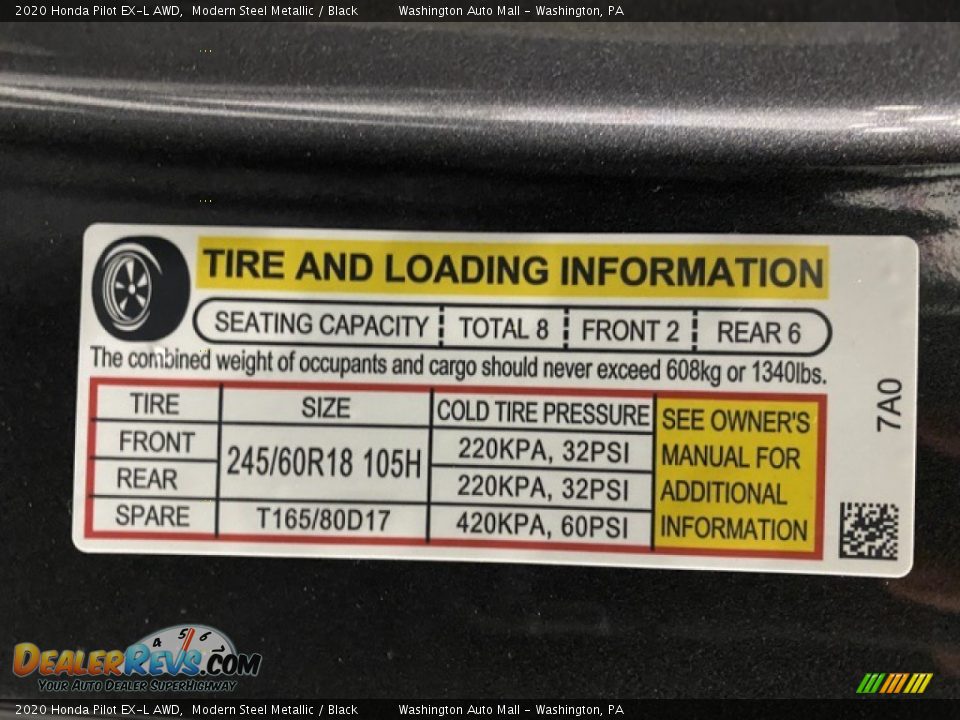 2020 Honda Pilot EX-L AWD, Modern Steel Metallic / Black Washington Auto Mall - Washington, PA
TIRE AND LOADING INFORMATION
SEATING CAPACITY TOTAL 8 FRONT 2 REAR 6
The combined weight of occupants and cargo should never exceed 608kg or 1340lbs.
TIRE SIZE COLD TIRE PRESSURE
FRONT 245/60R18 105H 220KPA, 32PSI
REAR 220KPA, 32PSI
SPARE T165/80D17 420KPA, 60PSI
SEE OWNER'S
MANUAL FOR
ADDITIONAL
INFORMATION
7A0
4 5 6
DEALERREVS.COM
YOUR AUTO DEALER SUPERHIGHWAY
2020 Honda Pilot EX-L AWD, Modern Steel Metallic / Black Washington Auto Mall - Washington, PA